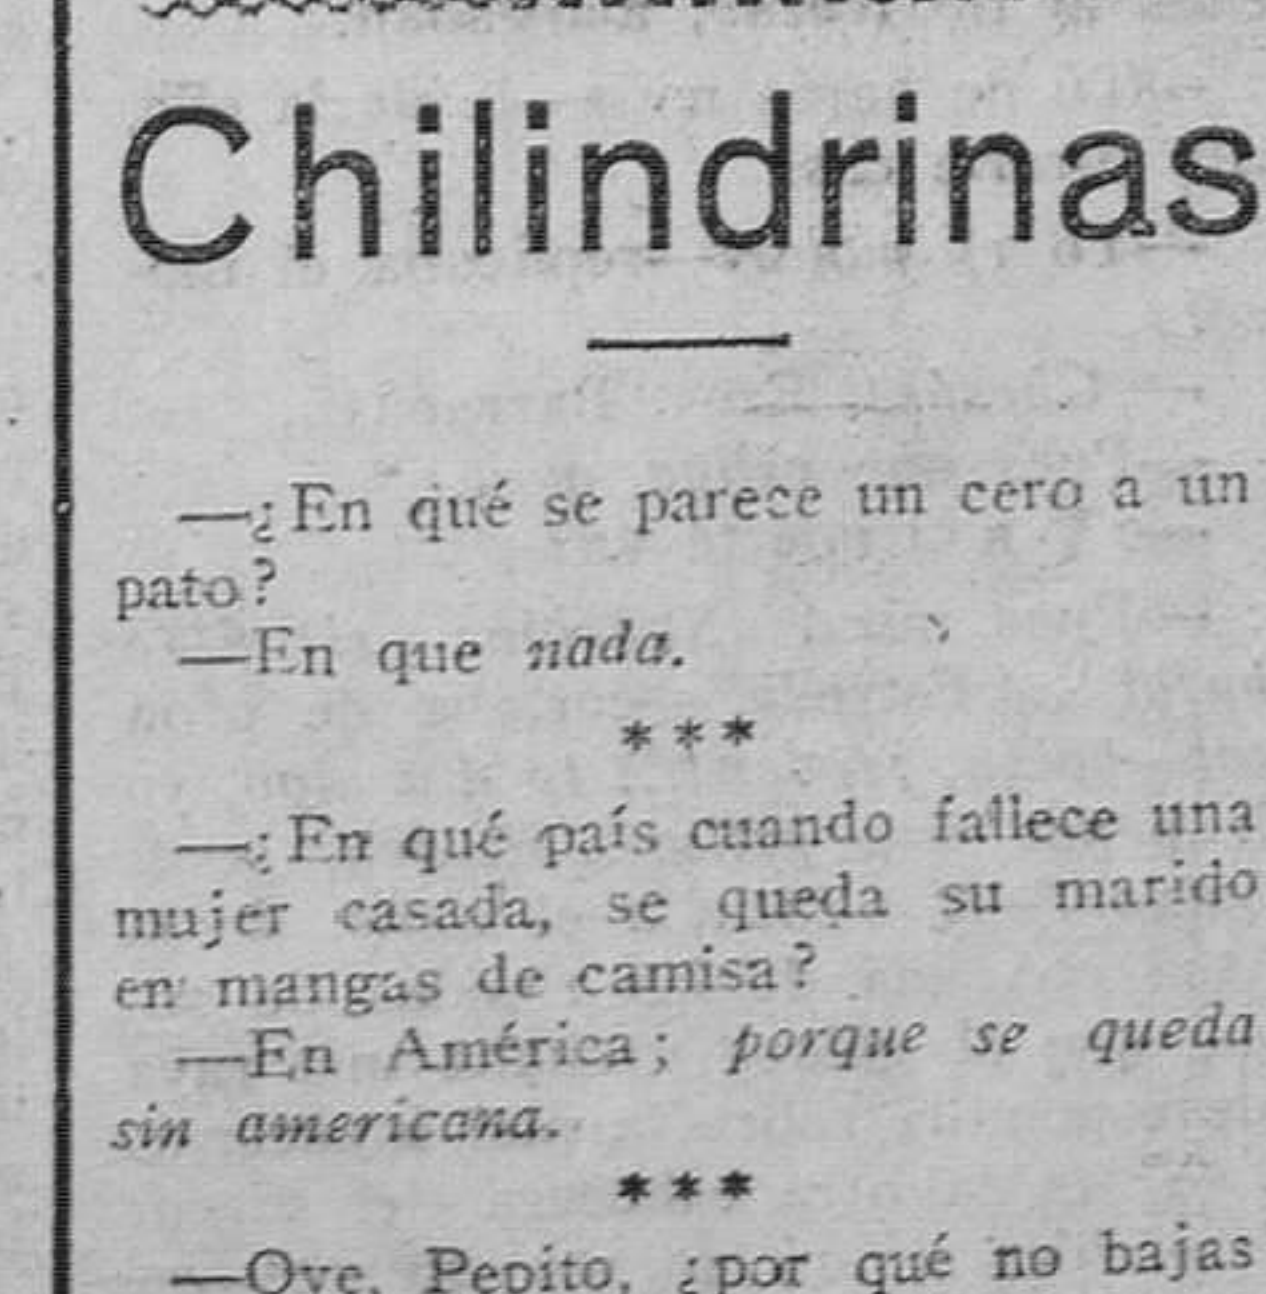 Chilindrinas
—¿En qué se parece un cero a un
pato?
—En que nada.
***
—¿En qué país cuando fallece una
mujer casada, se queda su marido
en mangas de camisa?
—En América; porque se queda
sin americana.
***
—Oye, Pepito, ¿por qué no bajas